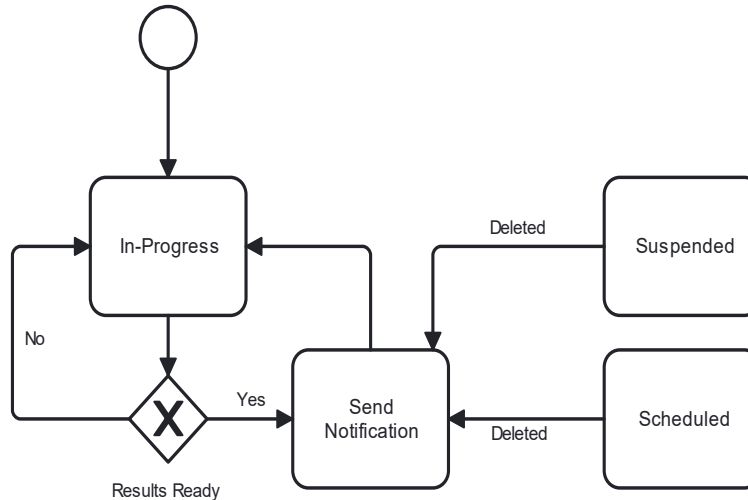 Deleted
In-Progress
Suspended
No
Yes
Send
Notification
Scheduled
Deleted
X
Results Ready